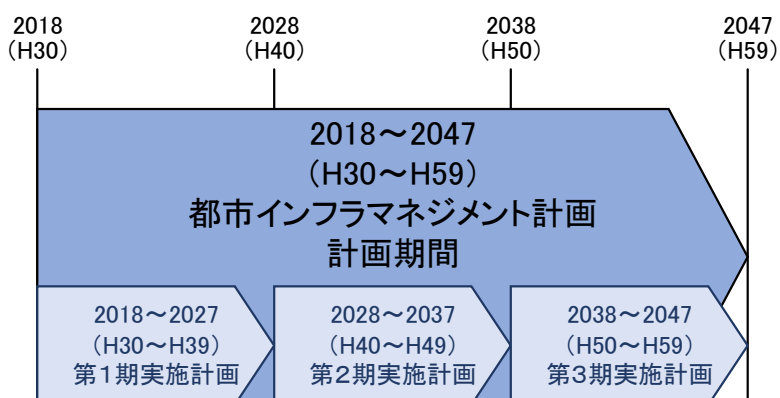 2018
(H30)
2028
(H40)
2038
(H50)
2047
(H59)
2018～2047
(H30～H59)
都市インフラマネジメント計画
計画期間
2018～2027
(H30～H39)
第1期実施計画
2028～2037
(H40～H49)
第2期実施計画
2038～2047
(H50～H59)
第3期実施計画